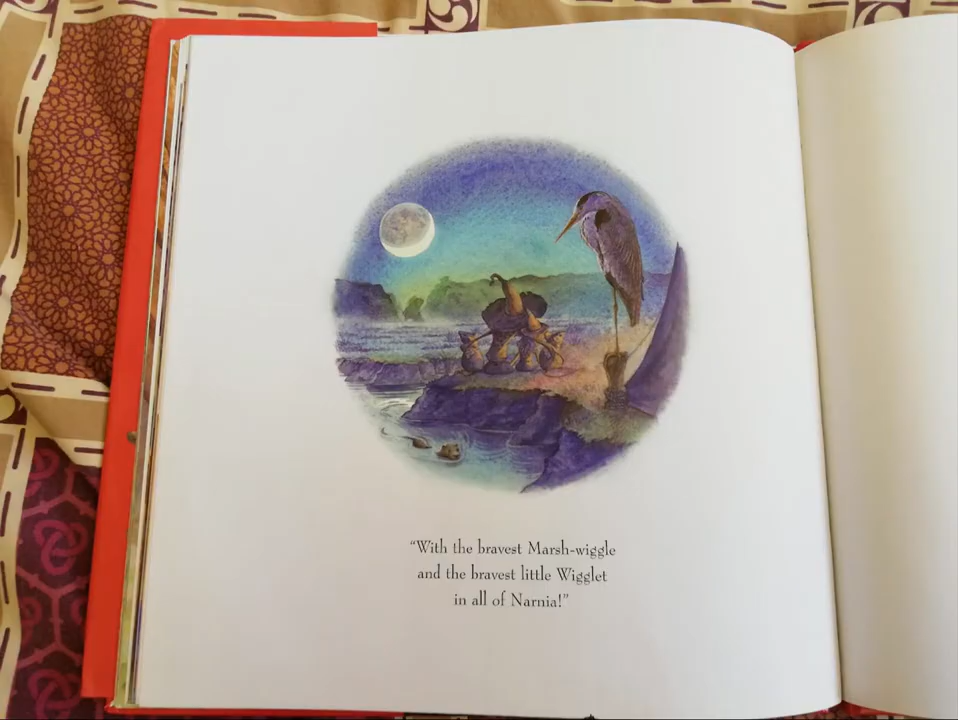 “With the bravest Marsh-wiggle
and the bravest little Wigglet
in all of Narnia!”